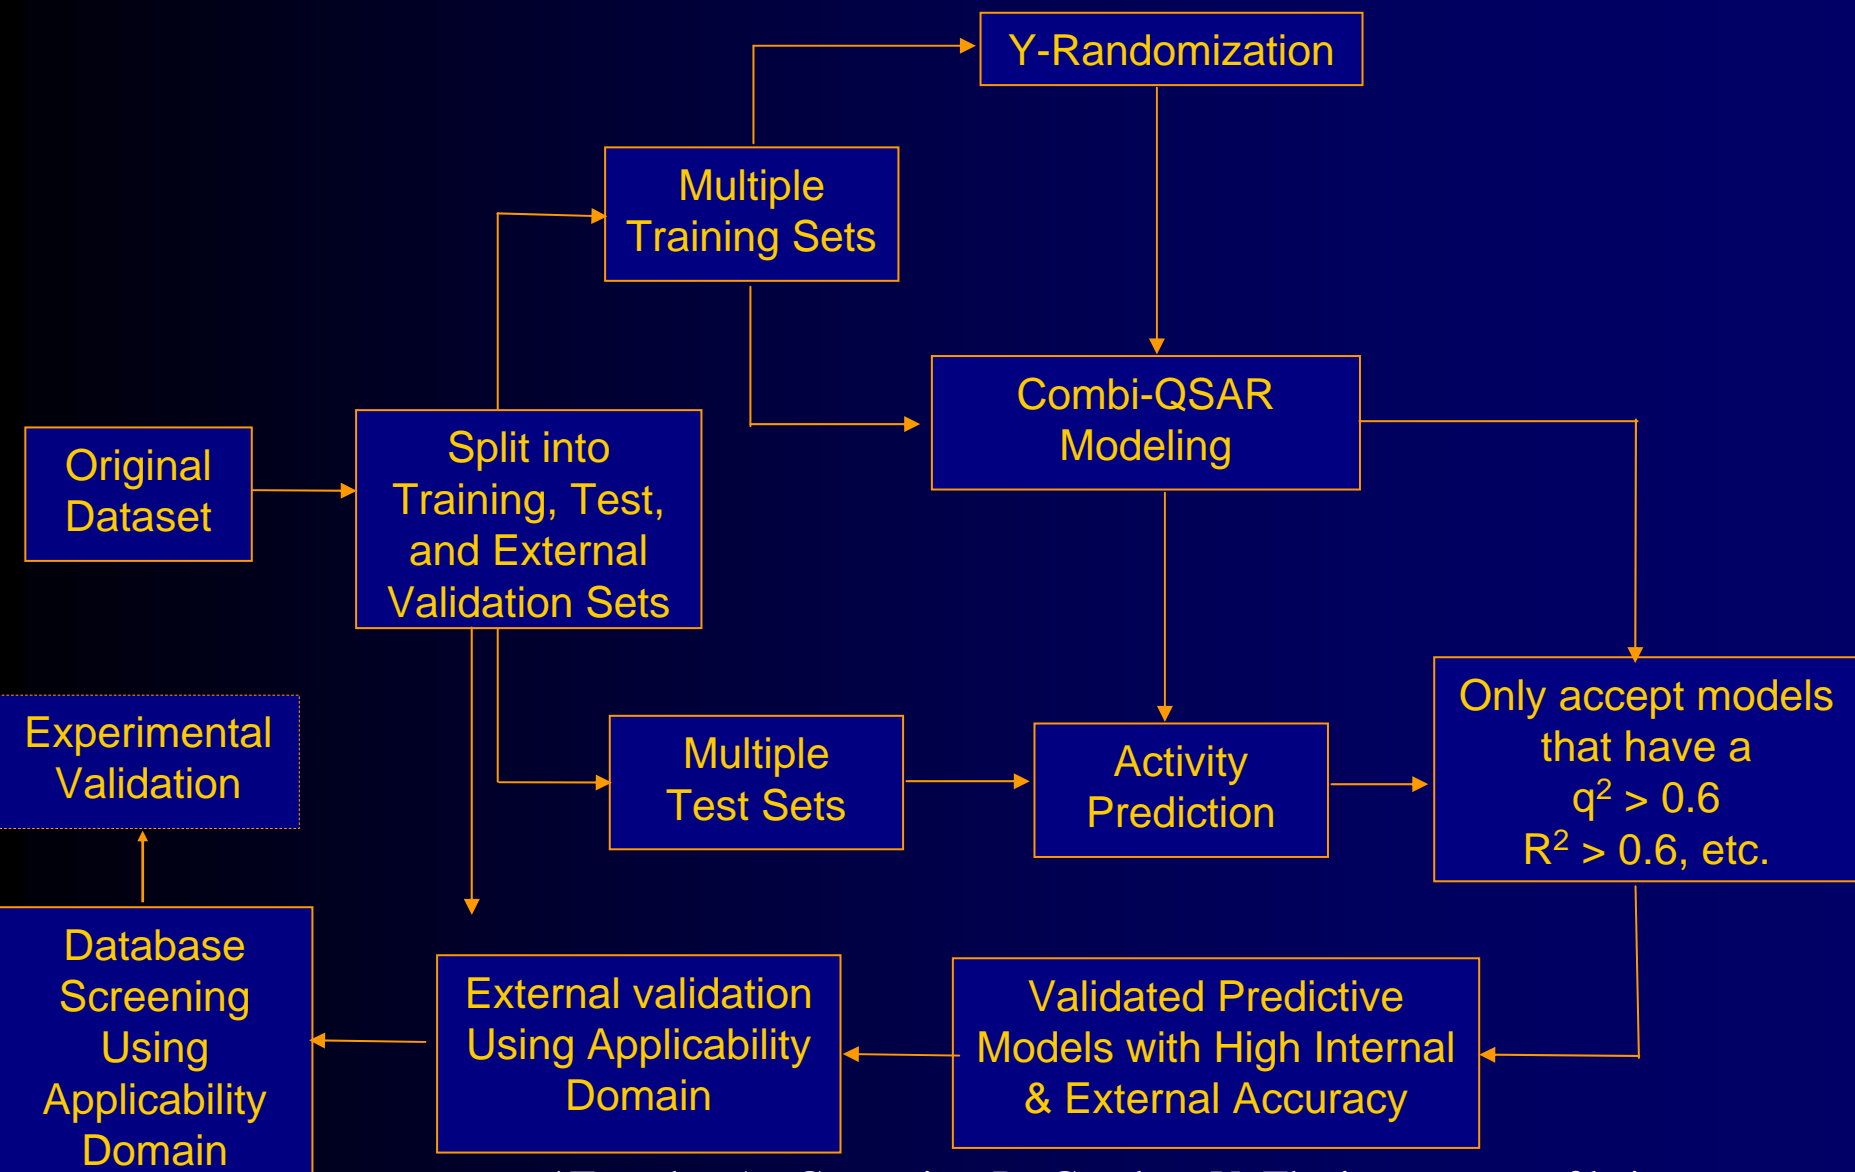 Y-Randomization
Multiple
Training Sets
Combi-QSAR
Modeling
Original
Dataset
Split into
Training, Test,
and External
Validation Sets
Experimental
Validation
Multiple
Test Sets
Activity
Prediction
Only accept models
that have a
q² > 0.6
R² > 0.6, etc.
Database
Screening
Using
Applicability
Domain
External validation
Using Applicability
Domain
Validated Predictive
Models with High Internal
& External Accuracy